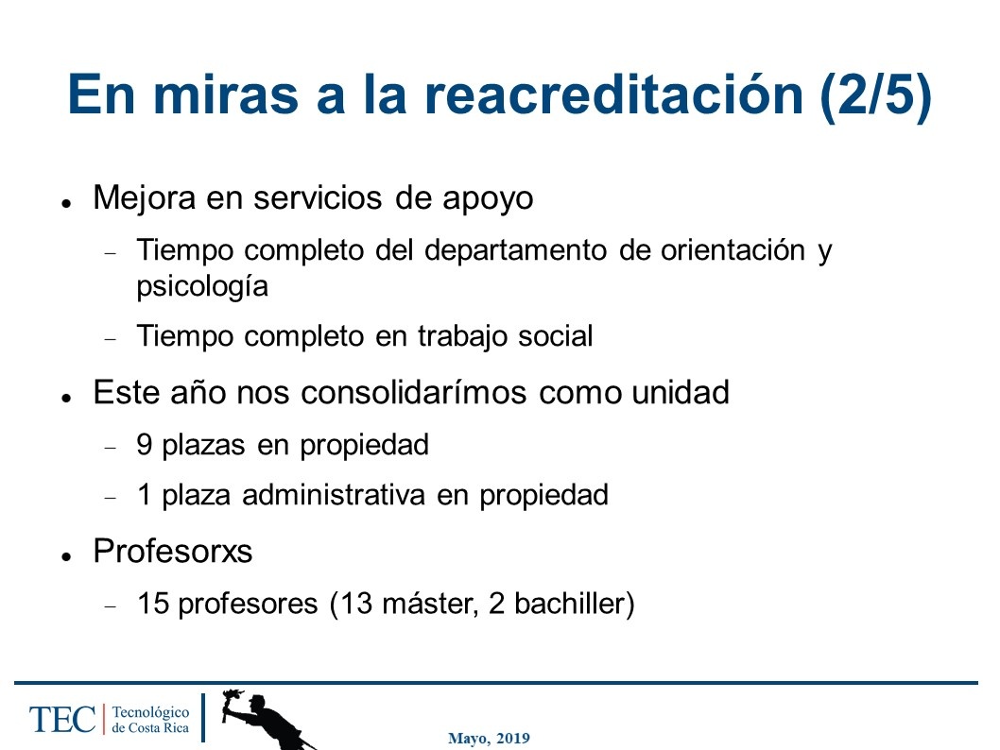 En miras a la reacreditación (2/5)
● Mejora en servicios de apoyo
– Tiempo completo del departamento de orientación y
psicología
– Tiempo completo en trabajo social
● Este año nos consolidarímos como unidad
– 9 plazas en propiedad
– 1 plaza administrativa en propiedad
● Profesorxs
– 15 profesores (13 máster, 2 bachiller)
TEC | Tecnológico
de Costa Rica
Mayo, 2019